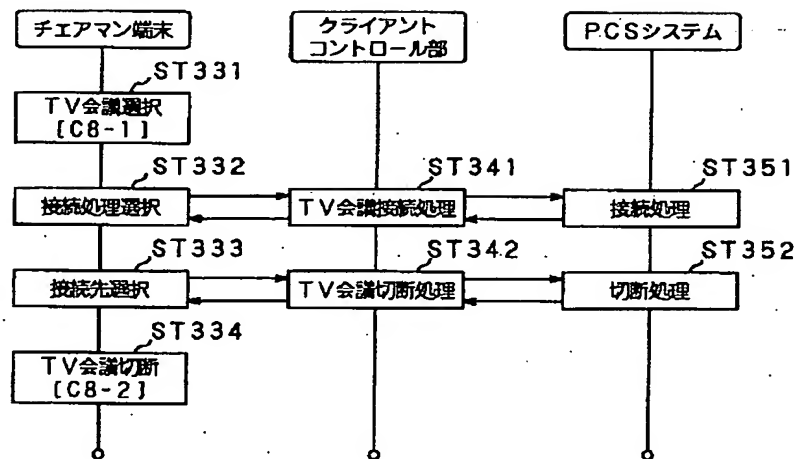 チェアマン端末
クライアント
コントロール部
PCSシステム
ST331
TV会議選択
[C8-1]
ST332
接続処理選択
ST341
TV会議接続処理
ST351
接続処理
ST333
接続先選択
ST342
TV会議切断処理
ST352
切断処理
ST334
TV会議切断
[C8-2]